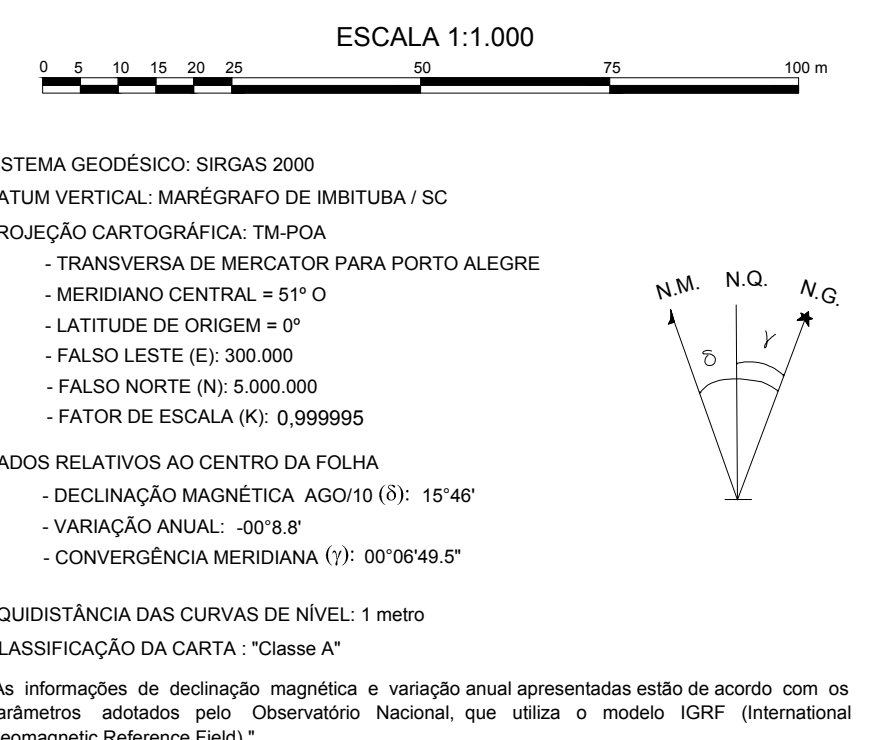 ESCALA 1:1.000
0 5 10 15 20 25 50 75 100 m
ISTEMA GEODÉSICO: SIRGAS 2000
ATUM VERTICAL: MARÉGRAFO DE IMBITUBA / SC
ROJEÇÃO CARTOGRÁFICA: TM-POA
- TRANSVERSA DE MERCATOR PARA PORTO ALEGRE
- MERIDIANO CENTRAL = 51º O
- LATITUDE DE ORIGEM = 0º
- FALSO LESTE (E): 300.000
- FALSO NORTE (N): 5.000.000
- FATOR DE ESCALA (K): 0,999995
N.M. N.Q. N.G.
δ γ
ADOS RELATIVOS AO CENTRO DA FOLHA
- DECLINAÇÃO MAGNÉTICA AGO/10 (δ): 15°46'
- VARIAÇÃO ANUAL: -00°8.8'
- CONVERGÊNCIA MERIDIANA (γ): 00°06'49.5"
QUIDISTÂNCIA DAS CURVAS DE NÍVEL: 1 metro
LASSIFICAÇÃO DA CARTA : "Classe A"
As informações de declinação magnética e variação anual apresentadas estão de acordo com os
arâmetros adotados pelo Observatório Nacional, que utiliza o modelo IGRF (International
eomagnetic Reference Field)."